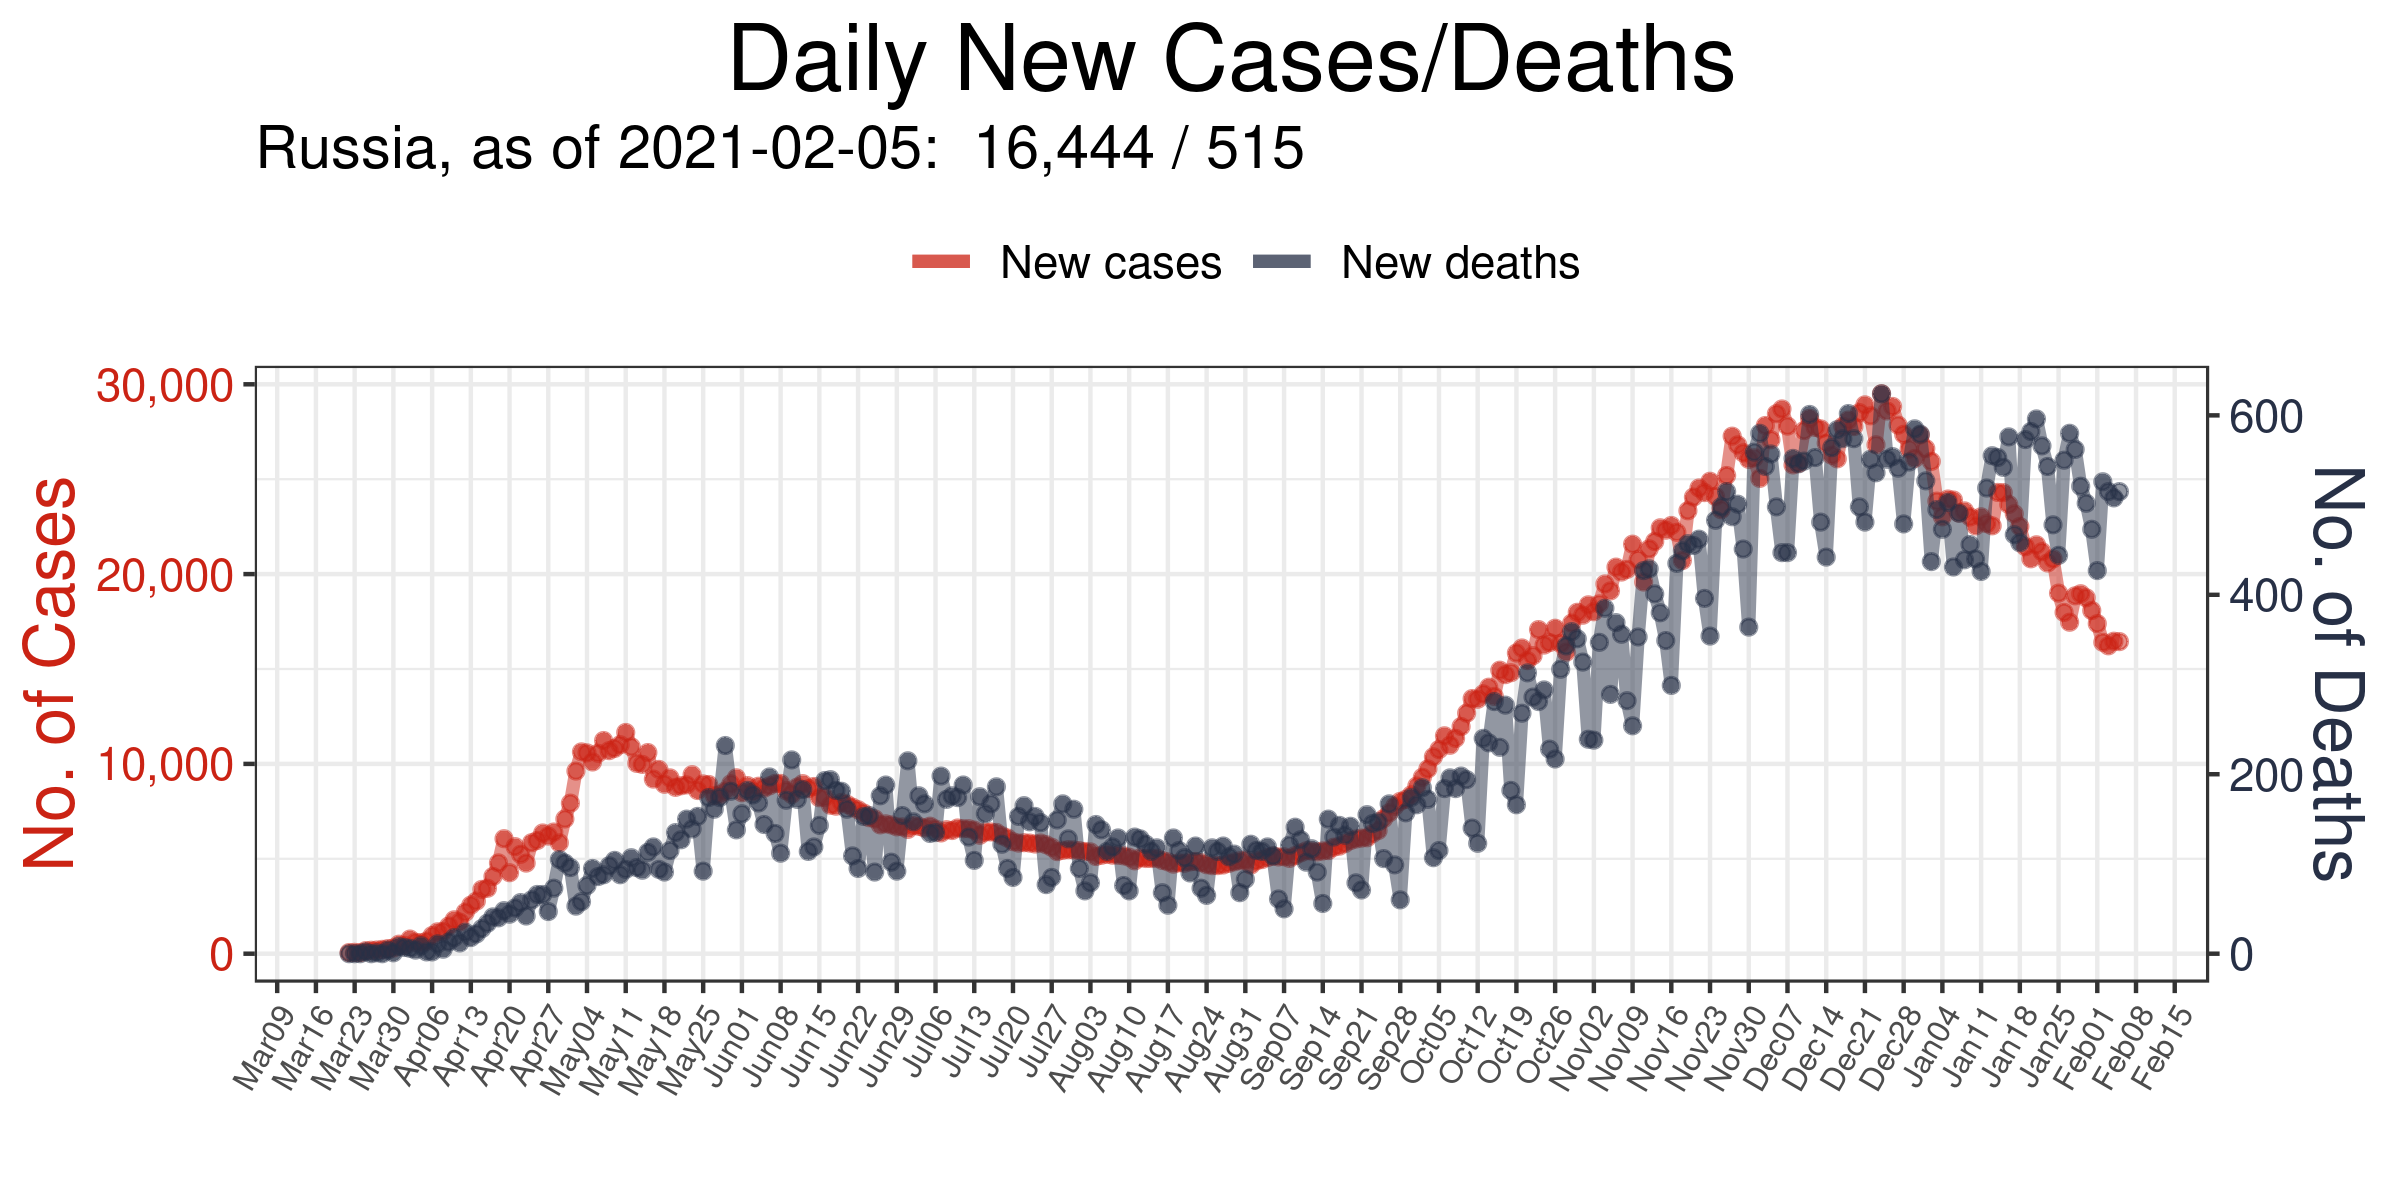 Daily New Cases/Deaths
Russia, as of 2021-02-05: 16,444 / 515
New cases New deaths
No. of Cases
30,000
20,000
10,000
0
600
400
200
0
No. of Deaths
Mar09 Mar16 Mar23 Mar30 Apr06 Apr13 Apr20 Apr27 May04 May11 May18 May25 Jun01 Jun08 Jun15 Jun22 Jun29 Jul06 Jul13 Jul20 Jul27 Aug03 Aug10 Aug17 Aug24 Aug31 Sep07 Sep14 Sep21 Sep28 Oct05 Oct12 Oct19 Oct26 Nov02 Nov09 Nov16 Nov23 Nov30 Dec07 Dec14 Dec21 Dec28 Jan04 Jan11 Jan18 Jan25 Feb01 Feb08 Feb15